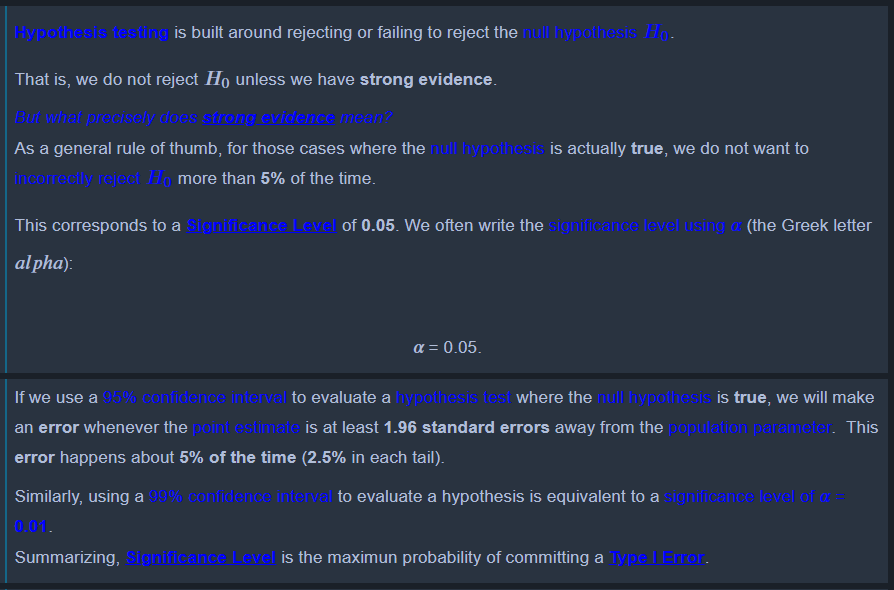 Hypothesis testing is built around rejecting or failing to reject the null hypothesis H₀.
That is, we do not reject H₀ unless we have strong evidence.
But what precisely does strong evidence mean?
As a general rule of thumb, for those cases where the null hypothesis is actually true, we do not want to
incorrectly reject H₀ more than 5% of the time.
This corresponds to a Significance Level of 0.05. We often write the significance level using α (the Greek letter
alpha):
α = 0.05.
If we use a 95% confidence interval to evaluate a hypothesis test where the null hypothesis is true, we will make
an error whenever the point estimate is at least 1.96 standard errors away from the population parameter. This
error happens about 5% of the time (2.5% in each tail).
Similarly, using a 99% confidence interval to evaluate a hypothesis is equivalent to a significance level of α =
0.01.
Summarizing, Significance Level is the maximun probability of committing a Type I Error.